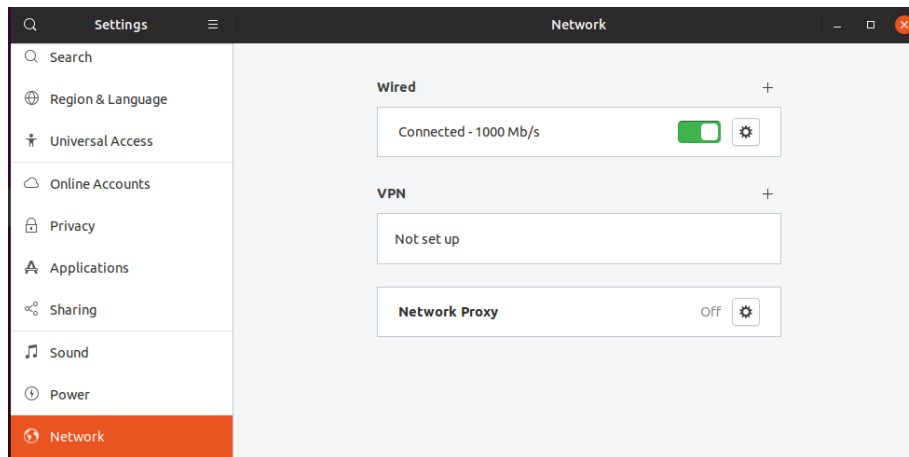 Settings
Network
Search
Region & Language
Universal Access
Online Accounts
Privacy
Applications
Sharing
Sound
Power
Network
Wired
Connected - 1000 Mb/s
VPN
Not set up
Network Proxy
Off